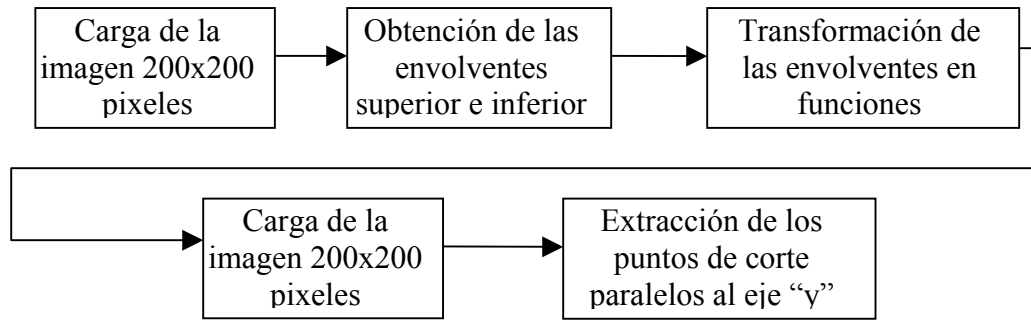 Carga de la
imagen 200x200
pixeles
Obtención de las
envolventes
superior e inferior
Transformación de
las envolventes en
funciones
Carga de la
imagen 200x200
pixeles
Extracción de los
puntos de corte
paralelos al eje “y”